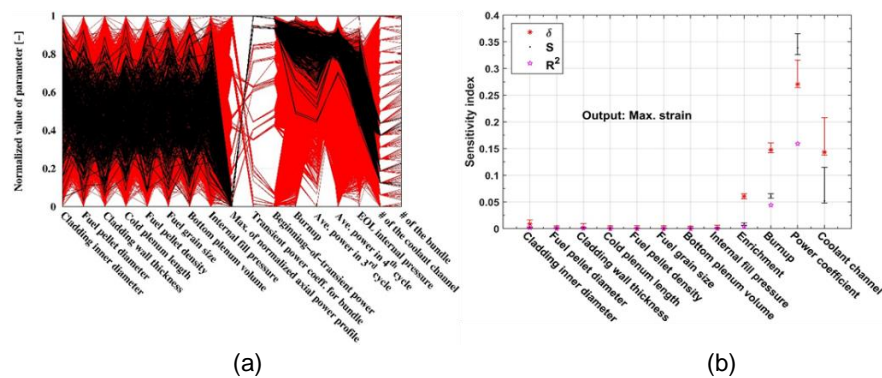 Normalized value of parameter [-]
1
0.8
0.6
0.4
0.2
0
Cladding inner diameter
Fuel pellet diameter
Cladding wall thickness
Cold plenum length
Fuel pellet density
Fuel grain size
Bottom plenum volume
Internal fill pressure
Max. of normalized axial power profile
Transient power coeff. for bundle
Beginning-of-transient power
Burnup
Ave. power in 3rd cycle
Ave. power in 4th cycle
EOL internal pressure
# of the coolant channel
# of the bundle
(a)
Sensitivity index
0.4
0.35
0.3
0.25
0.2
0.15
0.1
0.05
0
δ
S
R²
Output: Max. strain
Cladding inner diameter
Fuel pellet diameter
Cladding wall thickness
Cold plenum length
Fuel pellet density
Fuel grain size
Bottom plenum volume
Internal fill pressure
Enrichment
Burnup
Power coefficient
Coolant channel
(b)